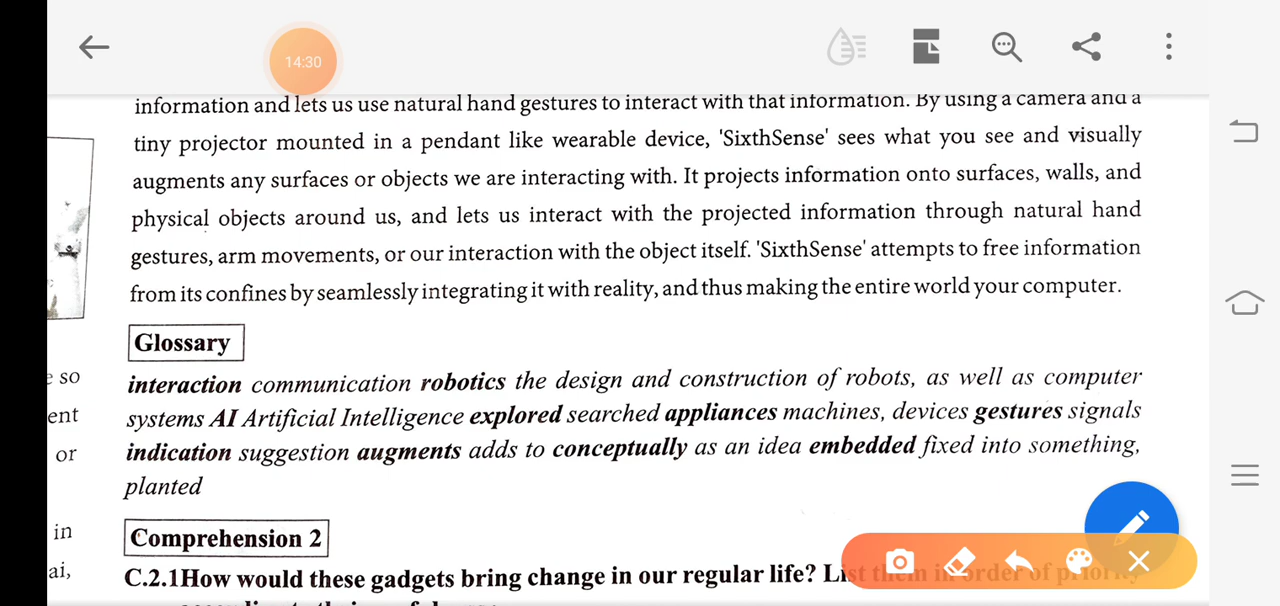 14:30
information and lets us use natural hand gestures to interact with that information. By using a camera and a
tiny projector mounted in a pendant like wearable device, 'SixthSense' sees what you see and visually
augments any surfaces or objects we are interacting with. It projects information onto surfaces, walls, and
physical objects around us, and lets us interact with the projected information through natural hand
gestures, arm movements, or our interaction with the object itself. 'SixthSense' attempts to free information
from its confines by seamlessly integrating it with reality, and thus making the entire world your computer.
Glossary
so
interaction communication robotics the design and construction of robots, as well as computer
ent
systems AI Artificial Intelligence explored searched appliances machines, devices gestures signals
or
indication suggestion augments adds to conceptually as an idea embedded fixed into something,
planted
in
Comprehension 2
ai,
C.2.1How would these gadgets bring change in our regular life? List them in order of priority